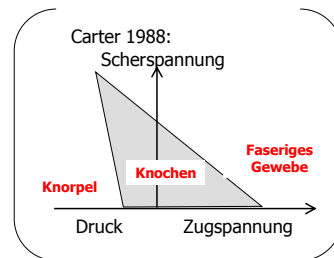 Carter 1988:
Scherspannung
Faseriges
Gewebe
Knochen
Knorpel
Druck Zugspannung